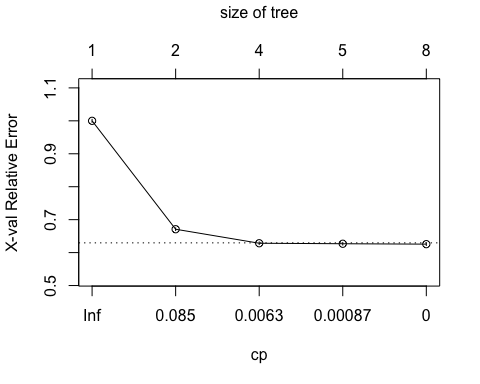 size of tree
1 2 4 5 8
X-val Relative Error
1.1
0.9
0.7
0.5
Inf 0.085 0.0063 0.00087 0
cp